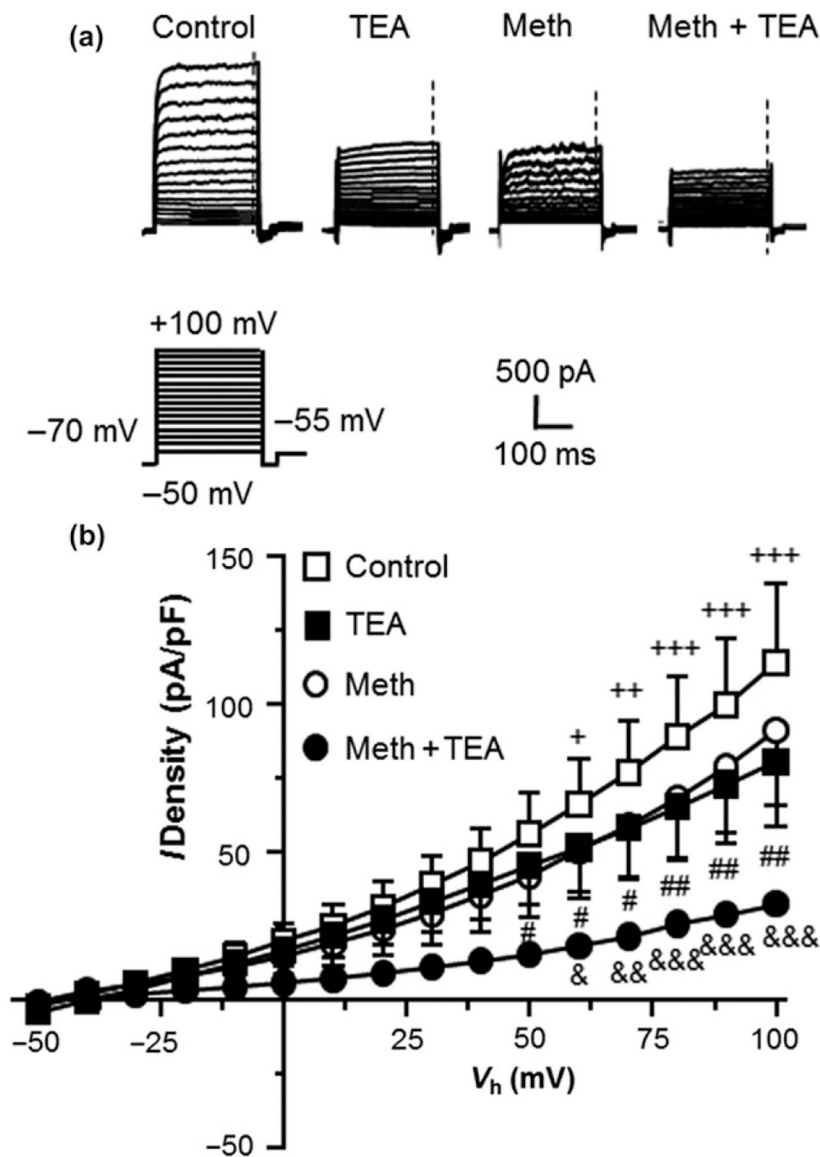 (a) Control TEA Meth Meth + TEA
+100 mV
–70 mV
–55 mV
–50 mV
500 pA
100 ms
(b)
150
100
50
–50
IDensity (pA/pF)
Control
TEA
Meth
Meth + TEA
+ ++ +++ +++ +++
# # # ## ## ##
& && &&& &&& &&&
–50 –25 25 50 75 100
Vh (mV)